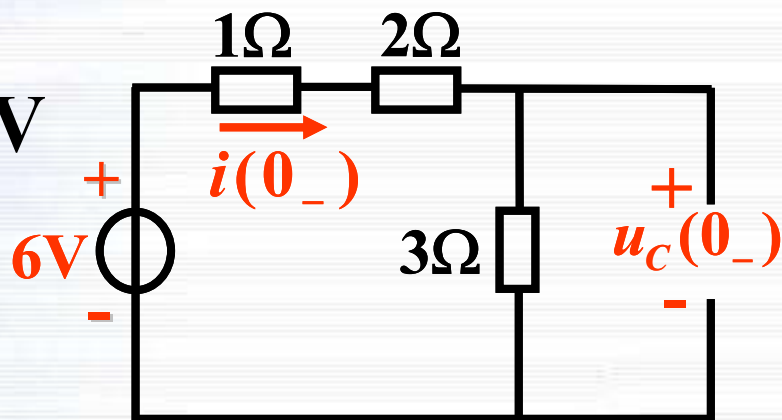 1Ω 2Ω
V
+ i(0_) +
6V 3Ω u_C(0_)
- -